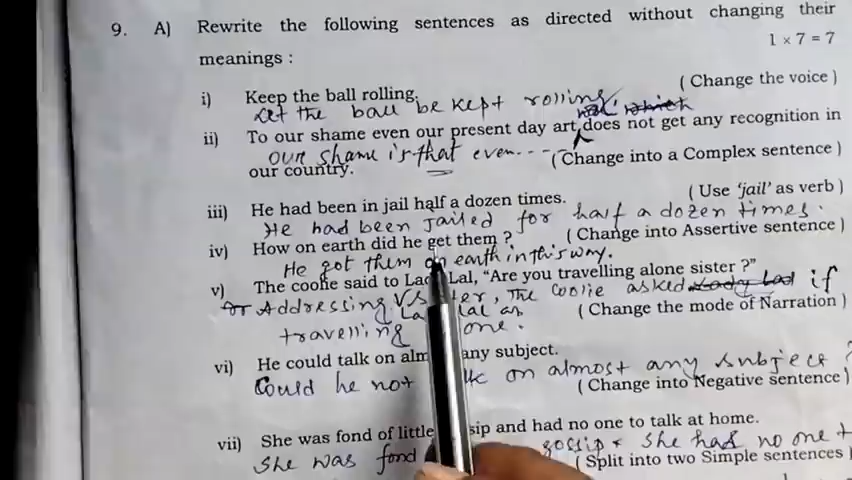 9. A) Rewrite the following sentences as directed without changing their
meanings : 1 × 7 = 7
i) Keep the ball rolling. (Change the voice)
Let the ball be kept rolling
ii) To our shame even our present day art does not get any recognition in
our country. (Change into a Complex sentence)
our shame is that even....
iii) He had been in jail half a dozen times. (Use 'jail' as verb)
He had been Jailed for half a dozen times.
iv) How on earth did he get them ? (Change into Assertive sentence)
He got them on earth in this way.
v) The coolie said to Lal, "Are you travelling alone sister ?"
Addressing The coolie asked if
(Change the mode of Narration)
travelling
vi) He could talk on any subject.
Could he not on almost any subject ?
(Change into Negative sentence)
vii) She was fond of little and had no one to talk at home.
She was fond gossip. She had no one
(Split into two Simple sentences)